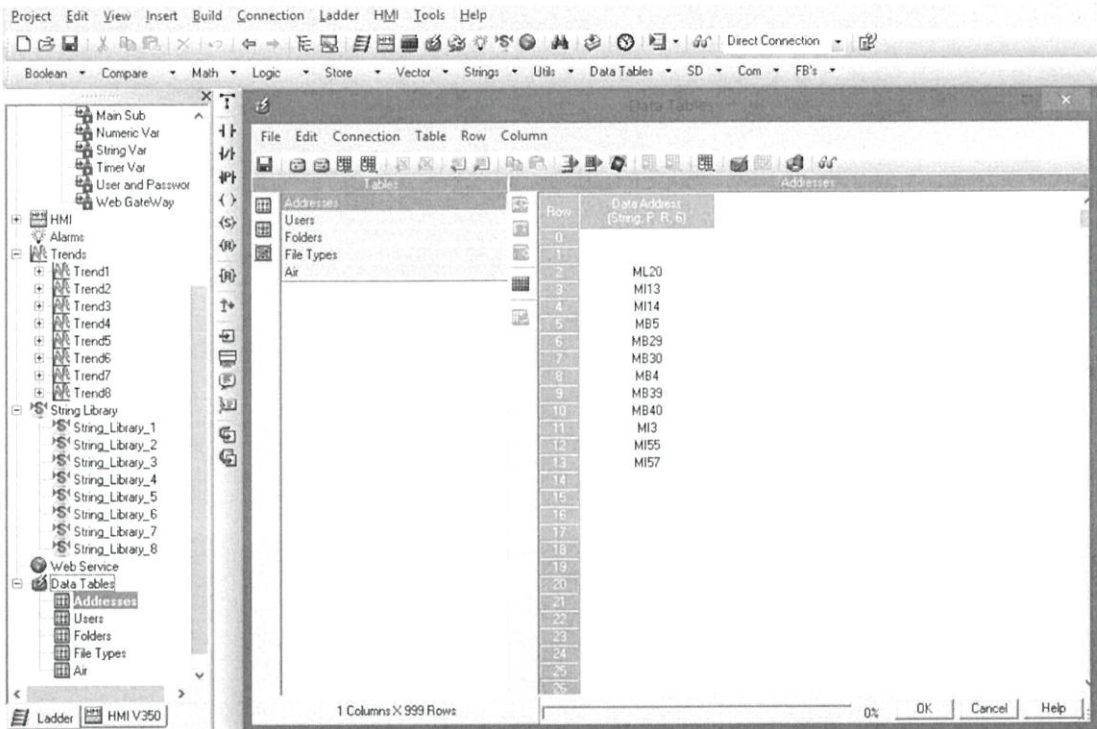 Project Edit View Insert Build Connection Ladder HMI Tools Help
Direct Connection
Boolean Compare Math Logic Store Vector Strings Utils Data Tables SD Com FB's
Main Sub
Numeric Var
String Var
Timer Var
User and Passwor
Web GateWay
HMI
Alarms
Trends
Trend1
Trend2
Trend3
Trend4
Trend5
Trend6
Trend7
Trend8
String Library
String_Library_1
String_Library_2
String_Library_3
String_Library_4
String_Library_5
String_Library_6
String_Library_7
String_Library_8
Web Service
Data Tables
Addresses
Users
Folders
File Types
Air
Ladder HMI V350
Data Tables
File Edit Connection Table Row Column
Tables
Addresses
Users
Folders
File Types
Air
1 Columns X 999 Rows
Addresses
Row Data Address
(String, P, R, 6)
0
1
2 ML20
3 MI13
4 MI14
5 MB5
6 MB29
7 MB30
8 MB4
9 MB39
10 MB40
11 MI3
12 MI55
13 MI57
14
15
16
17
18
19
20
21
22
23
24
25
26
0% OK Cancel Help